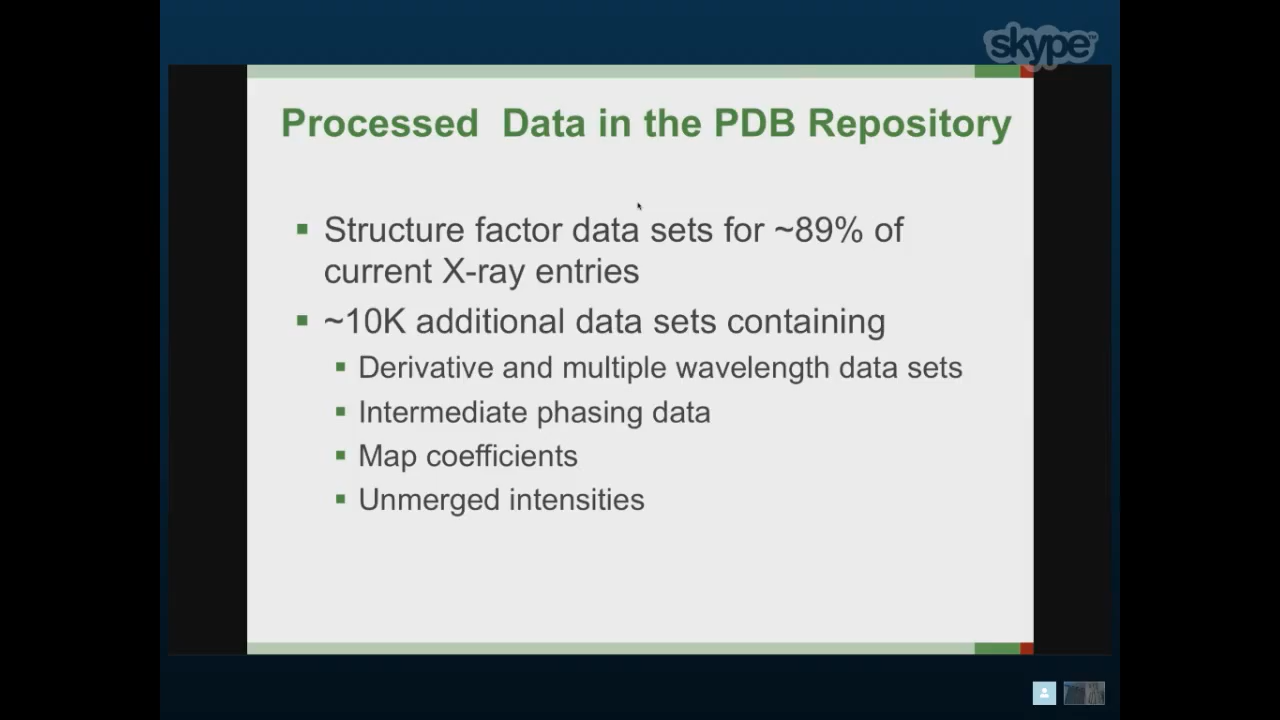 skype™
Processed Data in the PDB Repository
Structure factor data sets for ~89% of
current X-ray entries
~10K additional data sets containing
Derivative and multiple wavelength data sets
Intermediate phasing data
Map coefficients
Unmerged intensities